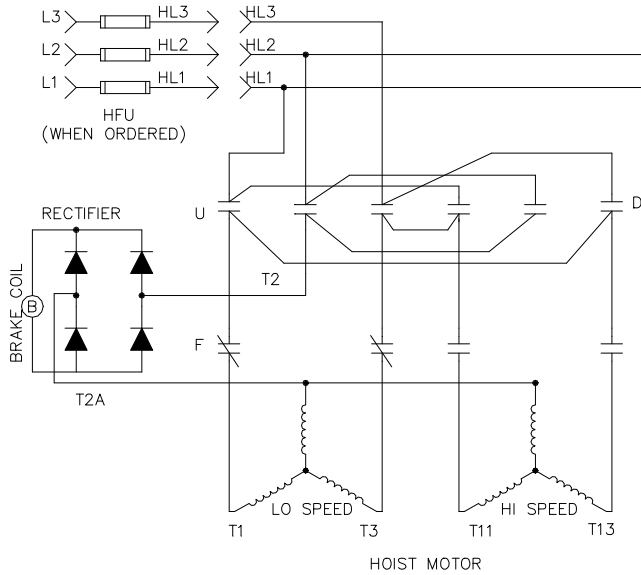 L3 HL3 HL3
L2 HL2 HL2
L1 HL1 HL1
HFU
(WHEN ORDERED)
U D
RECTIFIER
T2
BRAKE COIL
B
F
T2A
LO SPEED HI SPEED
T1 T3 T11 T13
HOIST MOTOR